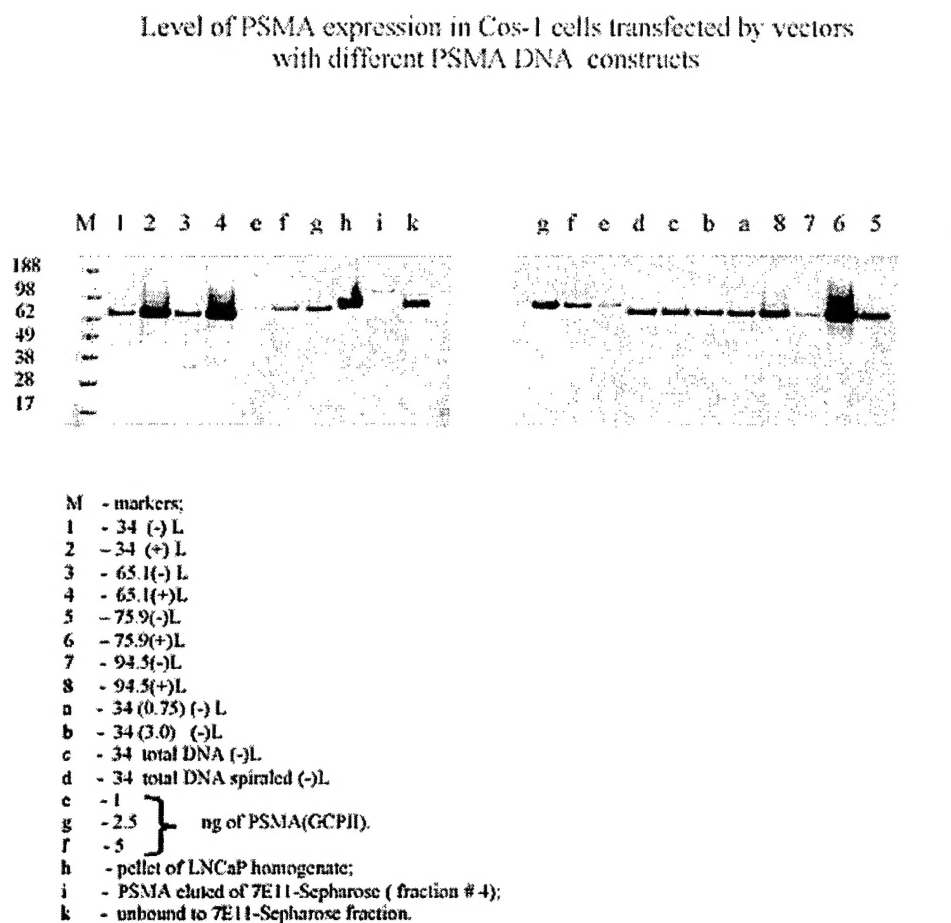 Level of PSMA expression in Cos-1 cells transfected by vectors
with different PSMA DNA constructs
M 1 2 3 4 e f g h i k
g f e d c b a 8 7 6 5
188
98
62
49
38
28
17
M - markers;
1 - 34 (-) L
2 - 34 (+) L
3 - 65.1(-) L
4 - 65.1(+)L
5 - 75.9(-)L
6 - 75.9(+)L
7 - 94.5(-)L
8 - 94.5(+)L
a - 34 (0.75) (-) L
b - 34 (3.0) (-)L
c - 34 total DNA (-)L
d - 34 total DNA spiraled (-)L
e - 1
g - 2.5 ng of PSMA(GCPII).
f - 5
h - pellet of LNCaP homogenate;
i - PSMA eluted of 7E11-Sepharose ( fraction # 4);
k - unbound to 7E11-Sepharose fraction.